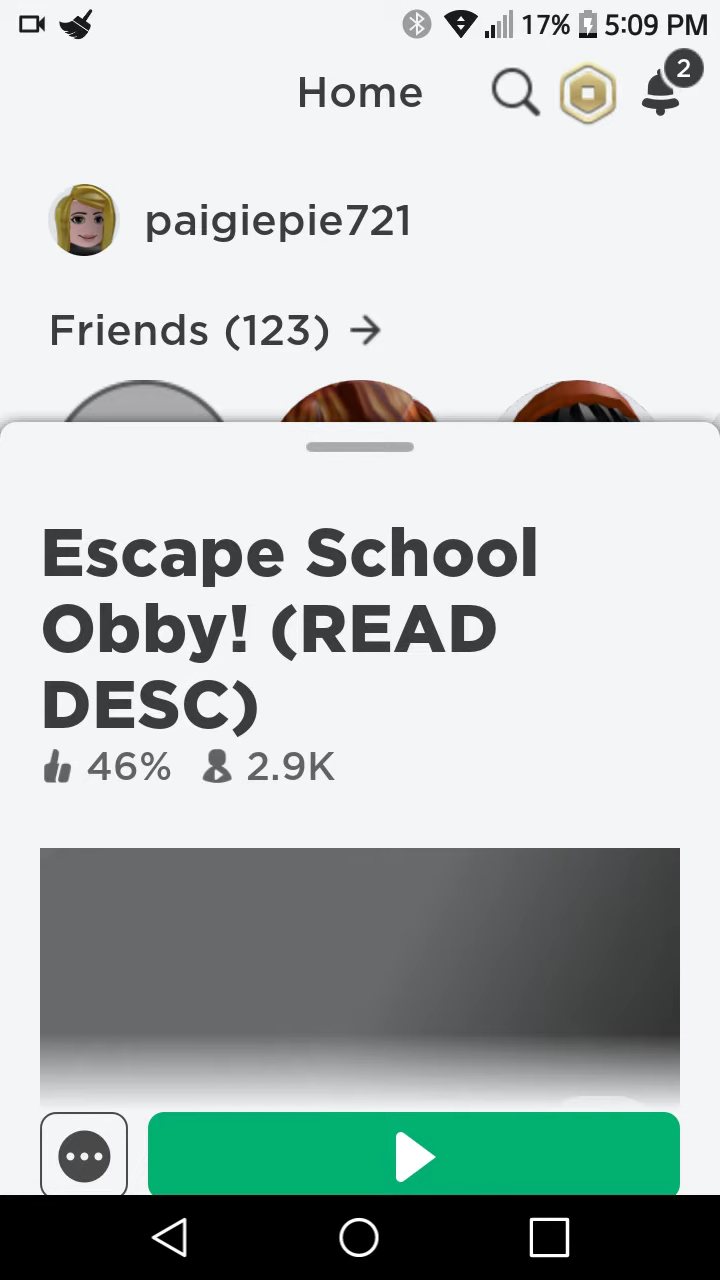 17% 5:09 PM
Home
2
paigiepie721
Friends (123)
Escape School
Obby! (READ
DESC)
46% 2.9K